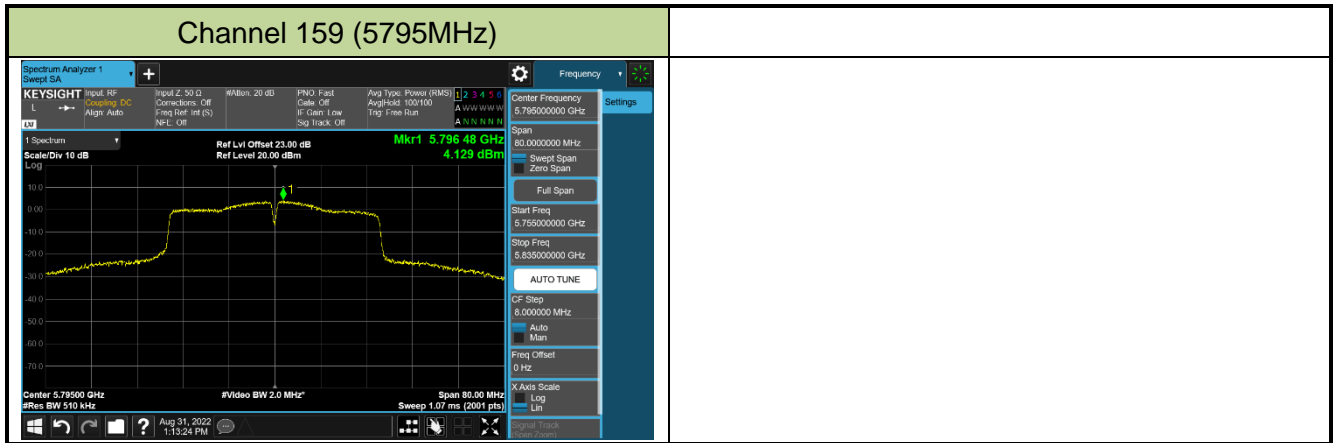 Channel 159 (5795MHz)
Spectrum Analyzer 1
Swept SA
+
Frequency
KEYSIGHT
L
LXI
Input: RF
Coupling: DC
Align: Auto
Input Z: 50 Ω
Corrections: Off
Freq Ref: Int (S)
NFE: Off
#Atten: 20 dB
PNO: Fast
Gate: Off
IF Gain: Low
Sig Track: Off
Avg Type: Power (RMS)
Avg|Hold: 100/100
Trig: Free Run
1 2 3 4 5 6
A W W W W W
A N N N N N
Settings
Center Frequency
5.795000000 GHz
Span
80.0000000 MHz
Swept Span
Zero Span
Full Span
Start Freq
5.755000000 GHz
Stop Freq
5.835000000 GHz
AUTO TUNE
CF Step
8.000000 MHz
Auto
Man
Freq Offset
0 Hz
X Axis Scale
Log
Lin
Signal Track
(Span Zoom)
1 Spectrum
Scale/Div 10 dB
Log
Ref Lvl Offset 23.00 dB
Ref Level 20.00 dBm
Mkr1 5.796 48 GHz
4.129 dBm
1
10.0
0.00
-10.0
-20.0
-30.0
-40.0
-50.0
-60.0
-70.0
Center 5.79500 GHz
#Res BW 510 kHz
#Video BW 2.0 MHz*
Span 80.00 MHz
Sweep 1.07 ms (2001 pts)
?
Aug 31, 2022
1:13:24 PM